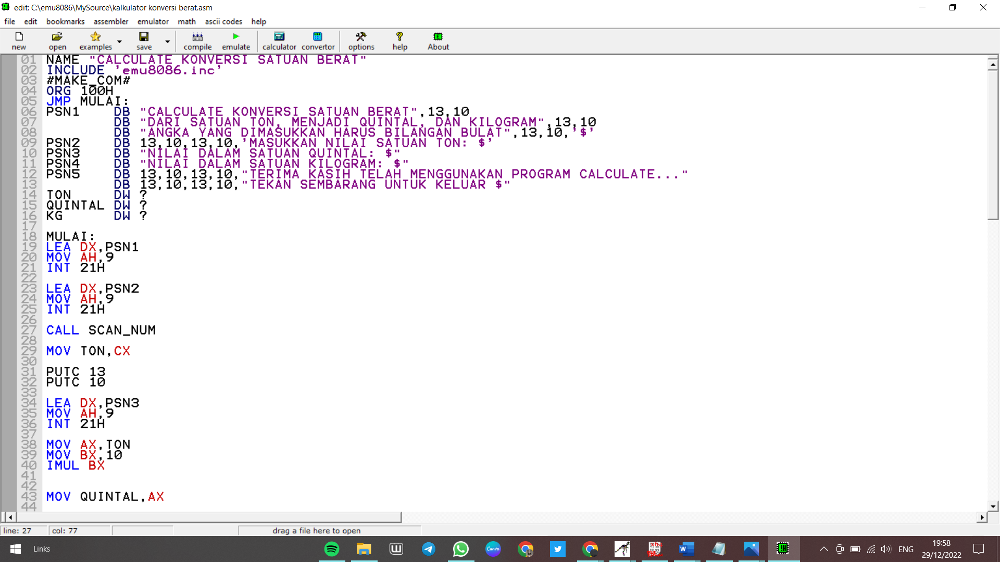 edit: C:\emu8086\MySource\kalkulator konversi berat.asm
file edit bookmarks assembler emulator math ascii codes help
new open examples save compile emulate calculator convertor options help About
01 NAME "CALCULATE KONVERSI SATUAN BERAT"
02 INCLUDE 'emu8086.inc'
03 #MAKE_COM#
04 ORG 100H
05 JMP MULAI:
06 PSN1 DB "CALCULATE KONVERSI SATUAN BERAT",13,10
07 DB "DARI SATUAN TON, MENJADI QUINTAL, DAN KILOGRAM",13,10
08 DB "ANGKA YANG DIMASUKKAN HARUS BILANGAN BULAT",13,10,'$'
09 PSN2 DB 13,10,13,10,'MASUKKAN NILAI SATUAN TON: $'
10 PSN3 DB "NILAI DALAM SATUAN QUINTAL: $"
11 PSN4 DB "NILAI DALAM SATUAN KILOGRAM: $"
12 PSN5 DB 13,10,13,10,"TERIMA KASIH TELAH MENGGUNAKAN PROGRAM CALCULATE..."
13 DB 13,10,13,10,"TEKAN SEMBARANG UNTUK KELUAR $"
14 TON DW ?
15 QUINTAL DW ?
16 KG DW ?
17
18 MULAI:
19 LEA DX,PSN1
20 MOV AH,9
21 INT 21H
22
23 LEA DX,PSN2
24 MOV AH,9
25 INT 21H
26
27 CALL SCAN_NUM
28
29 MOV TON,CX
30
31 PUTC 13
32 PUTC 10
33
34 LEA DX,PSN3
35 MOV AH,9
36 INT 21H
37
38 MOV AX,TON
39 MOV BX,10
40 IMUL BX
41
42
43 MOV QUINTAL,AX
44
line: 27 col: 77 drag a file here to open
Links ENG 19:58
29/12/2022